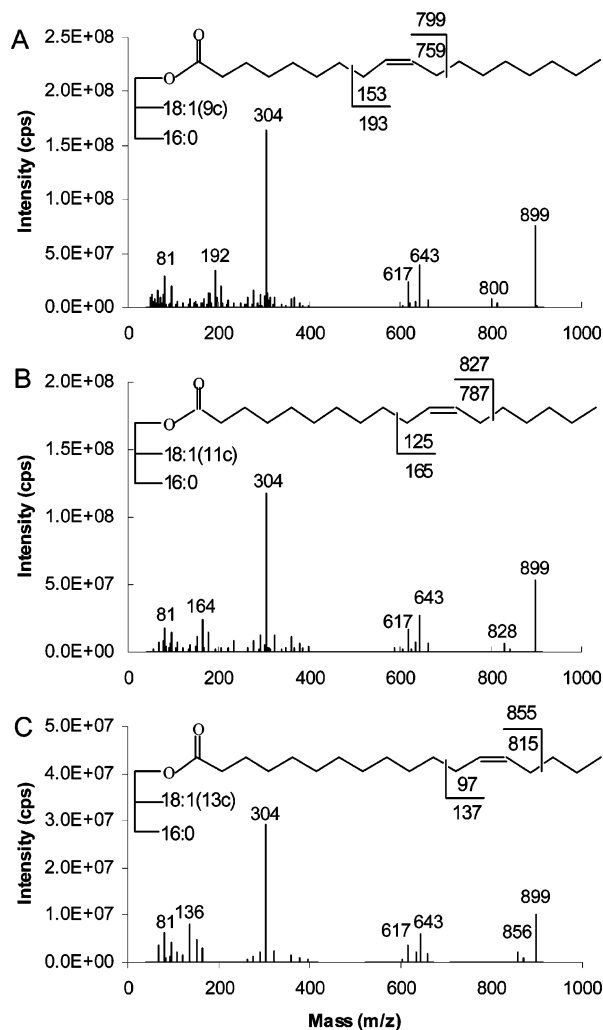 A
Intensity (cps)
2.5E+08
2.0E+08
1.5E+08
1.0E+08
5.0E+07
0.0E+00
O
O
18:1(9c)
16:0
799
759
153
193
304
899
81
192
617
643
800
0 200 400 600 800 1000
B
Intensity (cps)
2.0E+08
1.5E+08
1.0E+08
5.0E+07
0.0E+00
O
O
18:1(11c)
16:0
827
787
125
165
304
899
81
164
617
643
828
0 200 400 600 800 1000
C
Intensity (cps)
5.0E+07
4.0E+07
3.0E+07
2.0E+07
1.0E+07
0.0E+00
O
O
18:1(13c)
16:0
855
815
97
137
304
899
81
136
617
643
856
0 200 400 600 800 1000
Mass (m/z)